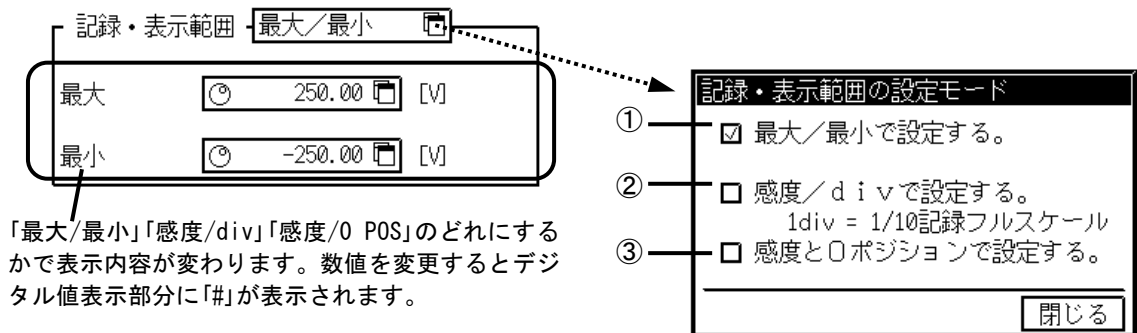 記録・表示範囲 最大／最小
最大 250.00 [V]
最小 -250.00 [V]
「最大/最小」「感度/div」「感度/0 POS」のどれにする
かで表示内容が変わります。数値を変更するとデジ
タル値表示部分に「#」が表示されます。
記録・表示範囲の設定モード
① 最大／最小で設定する。
② 感度／ｄｉｖで設定する。
1div = 1/10記録フルスケール
③ 感度と０ポジションで設定する。
閉じる